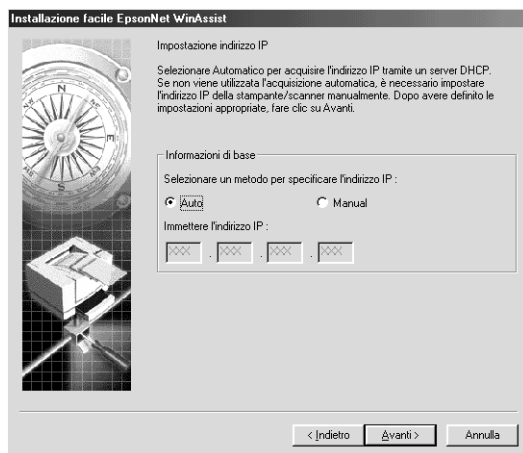 Installazione facile EpsonNet WinAssist
Impostazione indirizzo IP
Selezionare Automatico per acquisire l'indirizzo IP tramite un server DHCP.
Se non viene utilizzata l'acquisizione automatica, è necessario impostare
l'indirizzo IP della stampante/scanner manualmente. Dopo avere definito le
impostazioni appropriate, fare clic su Avanti.
Informazioni di base
Selezionare un metodo per specificare l'indirizzo IP :
Auto Manual
Immettere l'indirizzo IP :
XXX . XXX . XXX . XXX
N
NE
E
S
SW
W
NW
< Indietro Avanti > Annulla